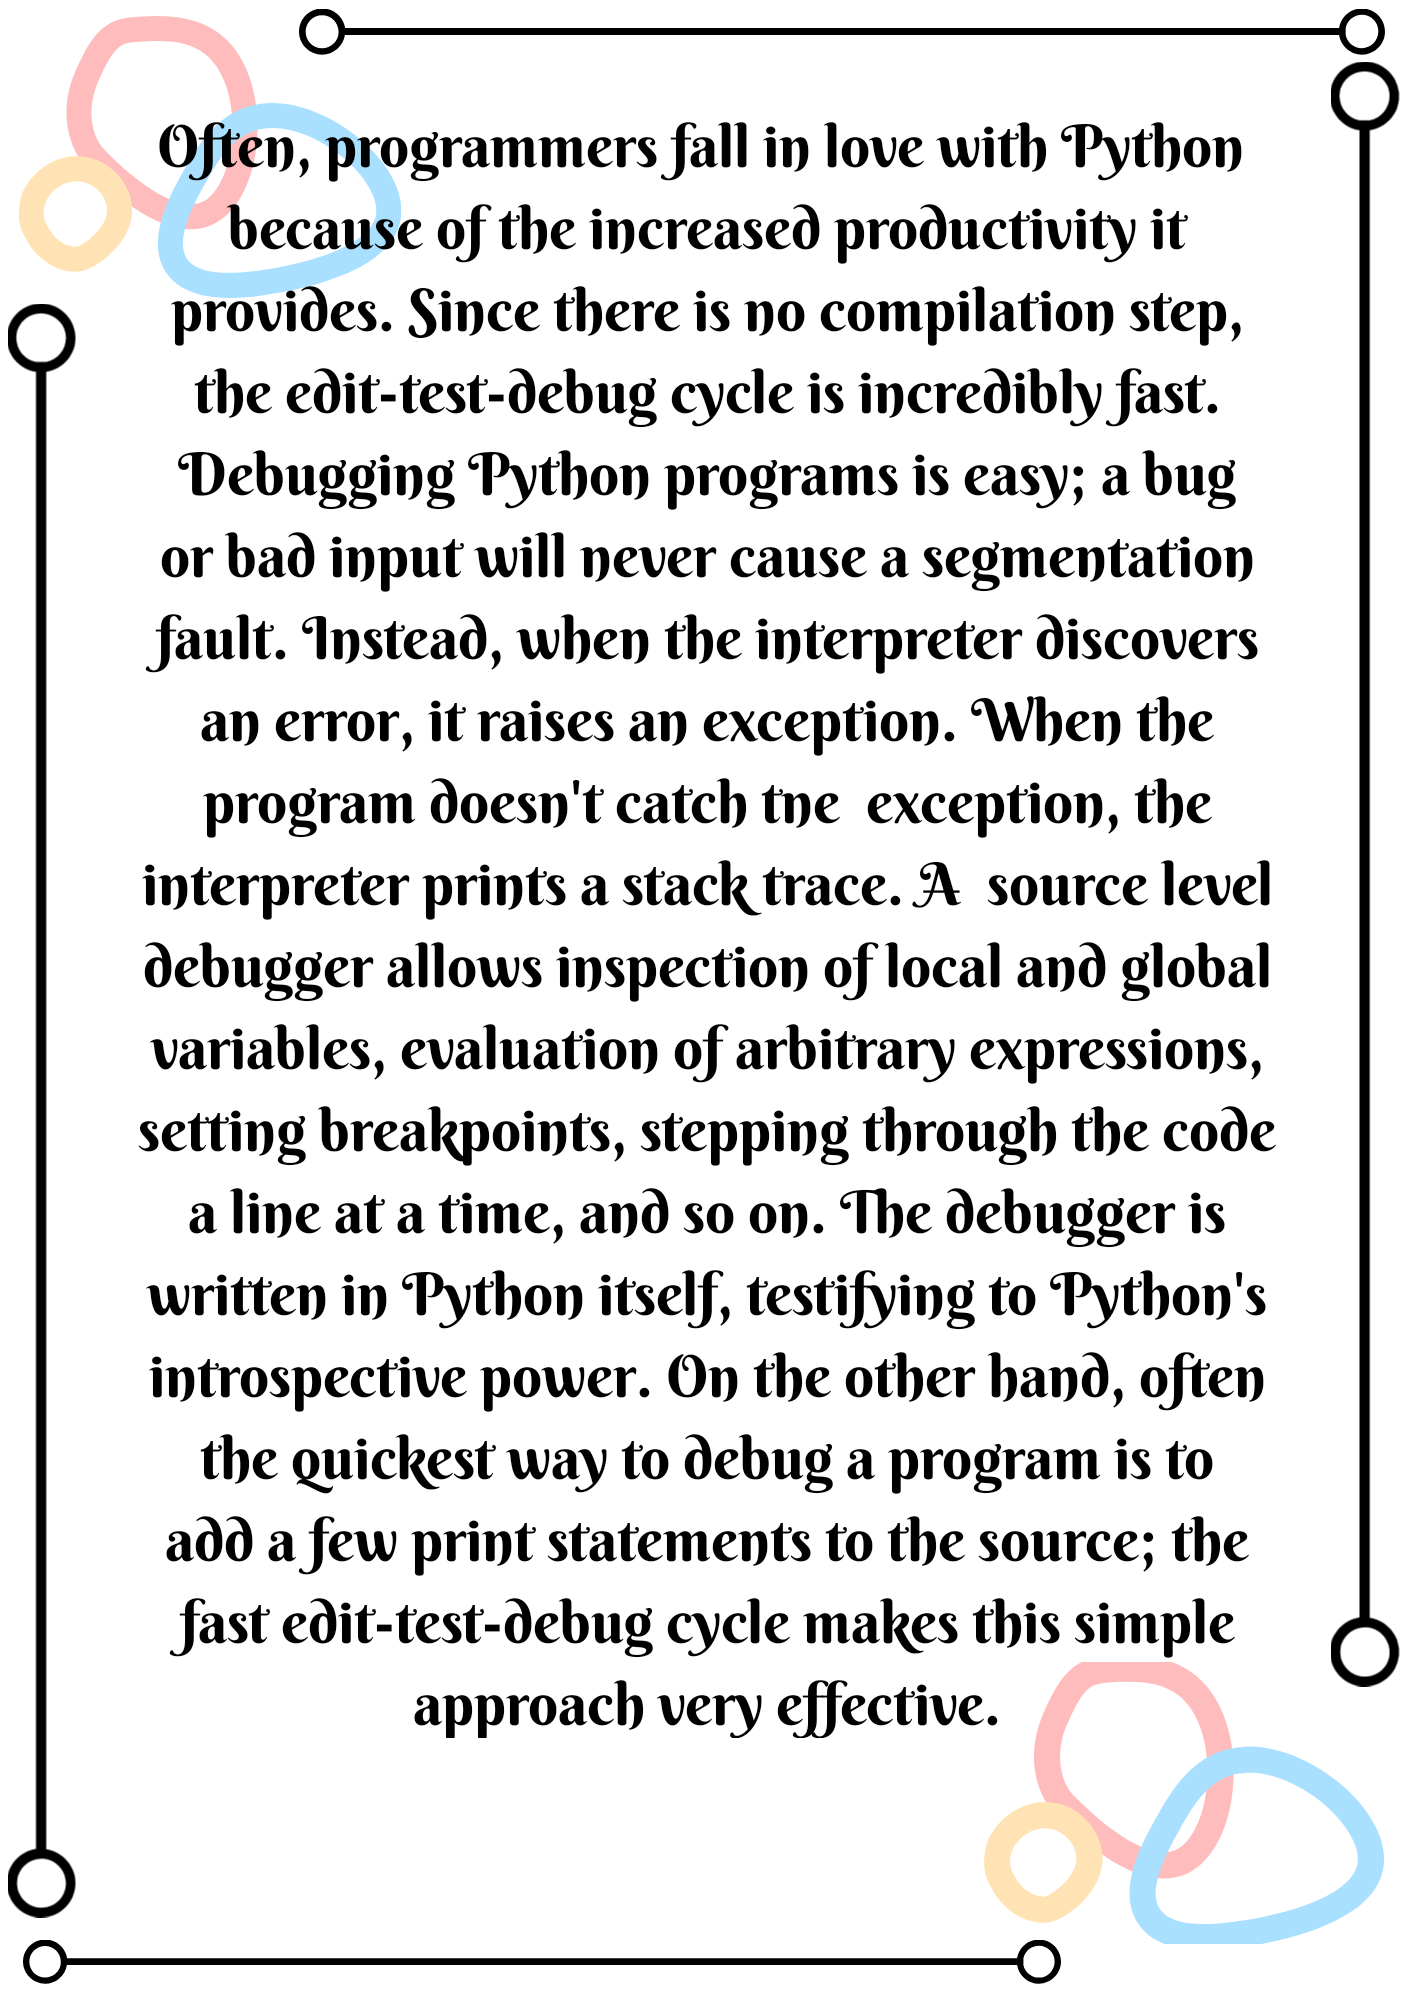 Often, programmers fall in love with Python
because of the increased productivity it
provides. Since there is no compilation step,
the edit-test-debug cycle is incredibly fast.
Debugging Python programs is easy; a bug
or bad input will never cause a segmentation
fault. Instead, when the interpreter discovers
an error, it raises an exception. When the
program doesn't catch tne  exception, the
interpreter prints a stack trace. A  source level
debugger allows inspection of local and global
variables, evaluation of arbitrary expressions,
setting breakpoints, stepping through the code
a line at a time, and so on. The debugger is
written in Python itself, testifying to Python's
introspective power. On the other hand, often
the quickest way to debug a program is to
add a few print statements to the source; the
fast edit-test-debug cycle makes this simple
approach very effective.